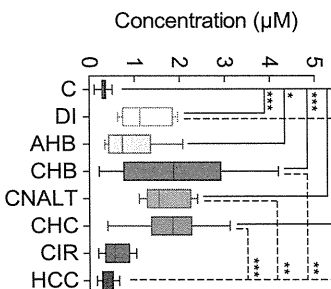 Concentration (µM)
0 1 2 3 4 5
C
DI
AHB
CHB
CNALT
CHC
CIR
HCC
*** * ***
*** ** **